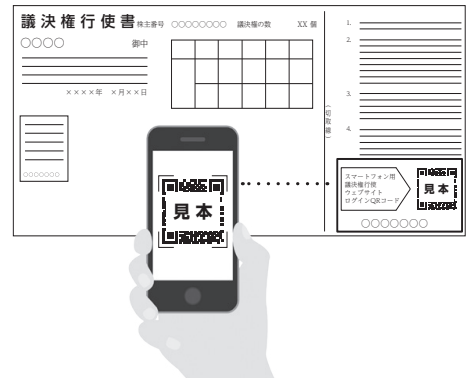 議決権行使書 株主番号 ○○○○○○○○ 議決権の数 XX 個
○○○○ 御中
××××年 ×月××日
○○○○○○○
見本
(切取線)
1.
2.
3.
4.
スマートフォン用
議決権行使
ウェブサイト
ログインQRコード
見本
○○○○○○○